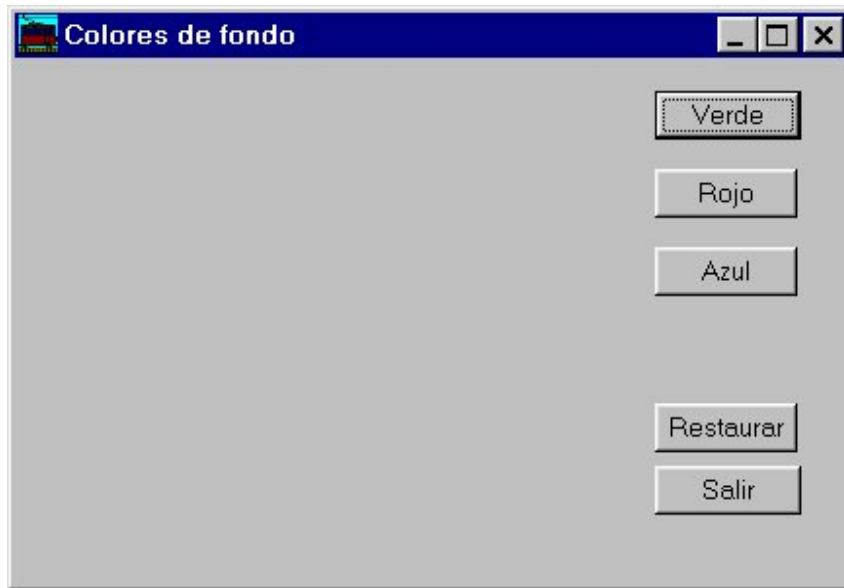 Colores de fondo
Verde
Rojo
Azul
Restaurar
Salir